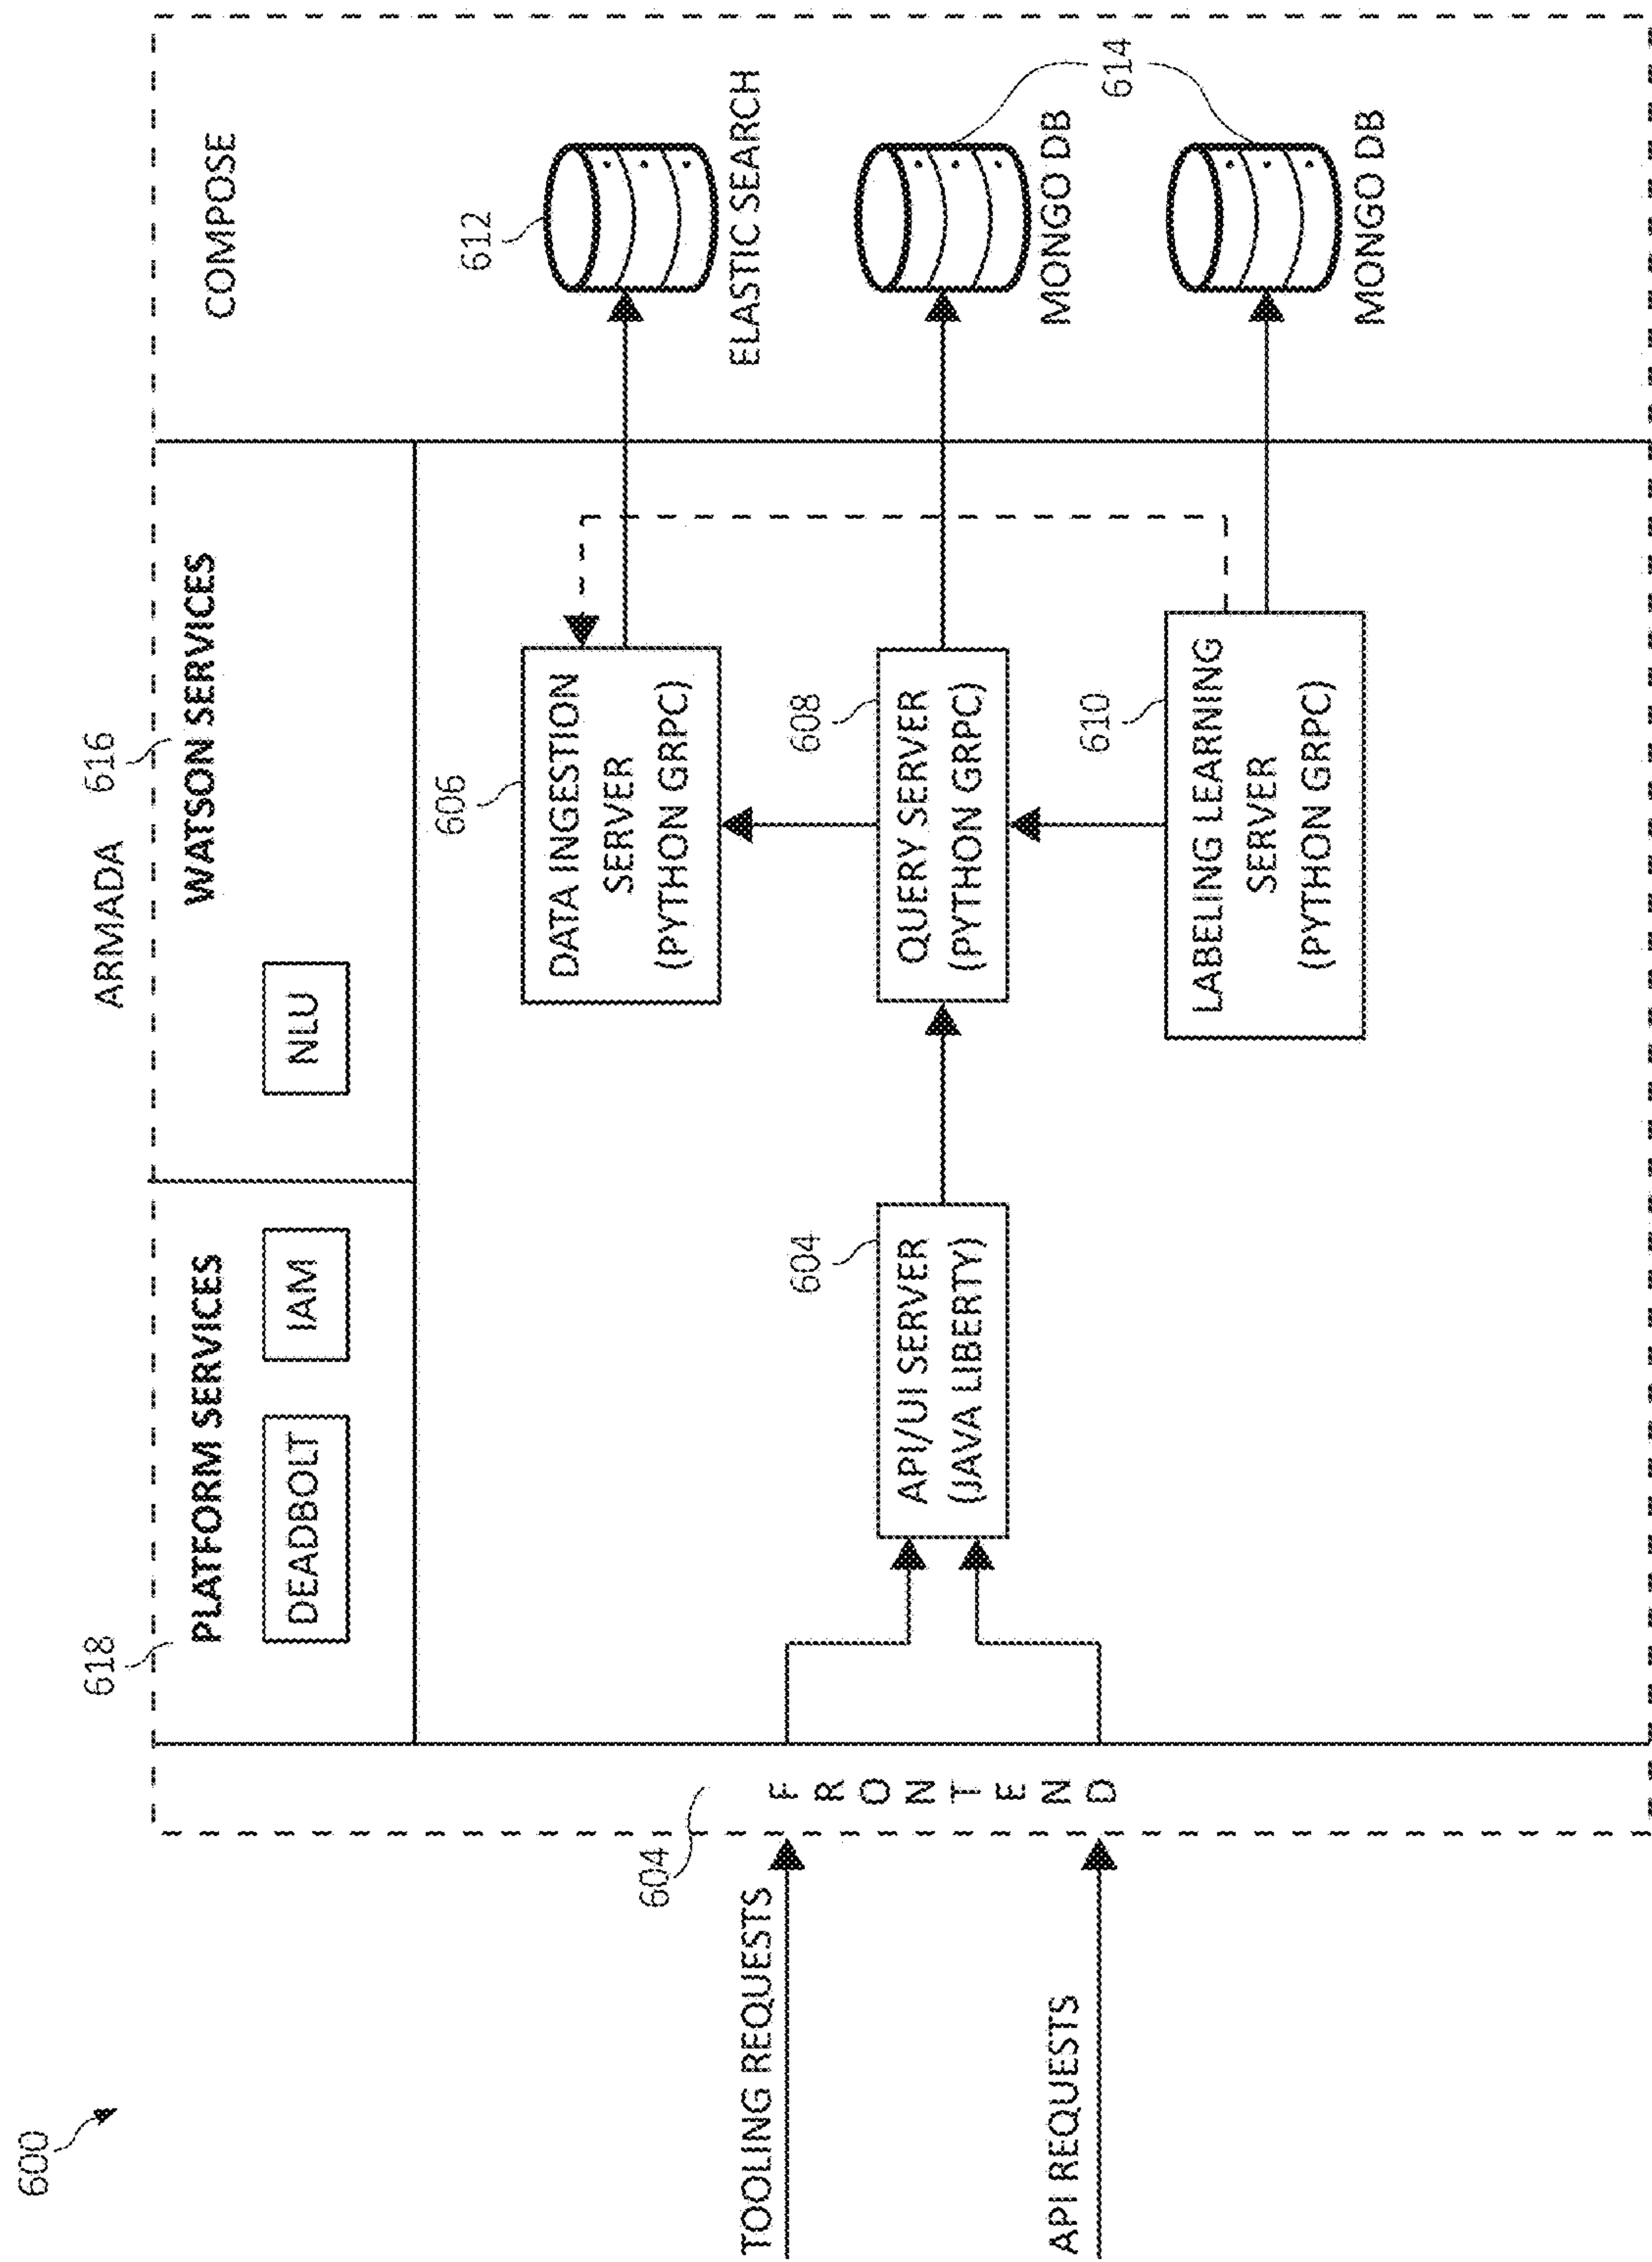 600
ARMADA
618
616
PLATFORM SERVICES
WATSON SERVICES
COMPOSE
DEADBOLT
IAM
NLU
606
612
DATA INGESTION
SERVER
(PYTHON GRPC)
ELASTIC SEARCH
604
TOOLING REQUESTS
FRONTEND
604
API/UI SERVER
(JAVA LIBERTY)
608
QUERY SERVER
(PYTHON GRPC)
MONGO DB
614
API REQUESTS
610
LABELING LEARNING
SERVER
(PYTHON GRPC)
MONGO DB